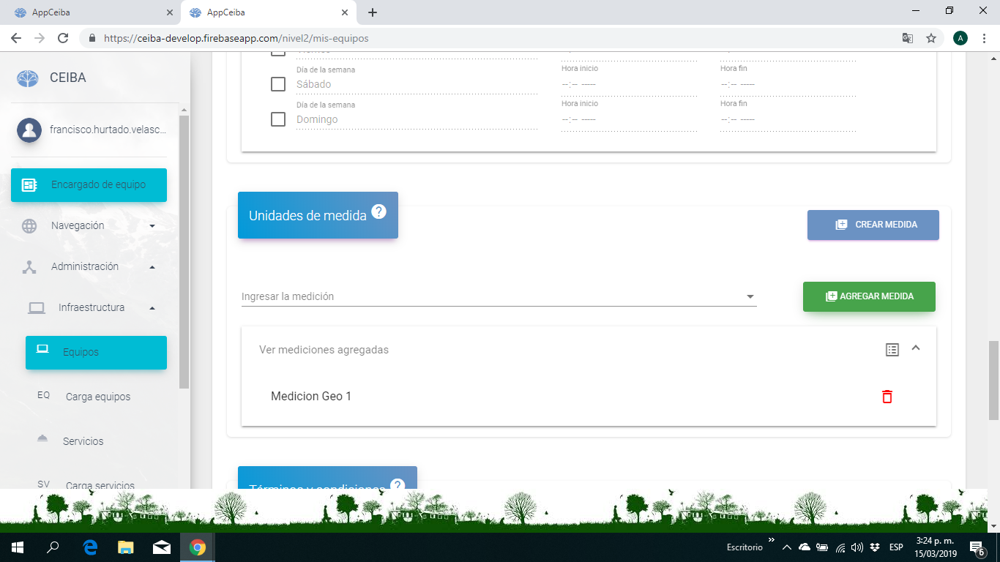 AppCeiba
AppCeiba
https://ceiba-develop.firebaseapp.com/nivel2/mis-equipos
A
CEIBA
francisco.hurtado.velasc...
Encargado de equipo
Navegación
Administración
Infraestructura
Equipos
EQ Carga equipos
Servicios
SV Carga servicios
Día de la semana Hora inicio Hora fin
Sábado --:-- ----- --:-- -----
Día de la semana Hora inicio Hora fin
Domingo --:-- ----- --:-- -----
Unidades de medida ?
CREAR MEDIDA
Ingresar la medición
AGREGAR MEDIDA
Ver mediciones agregadas
Medicion Geo 1
Términos y condiciones ?
Escritorio
ESP
3:24 p. m.
15/03/2019
6